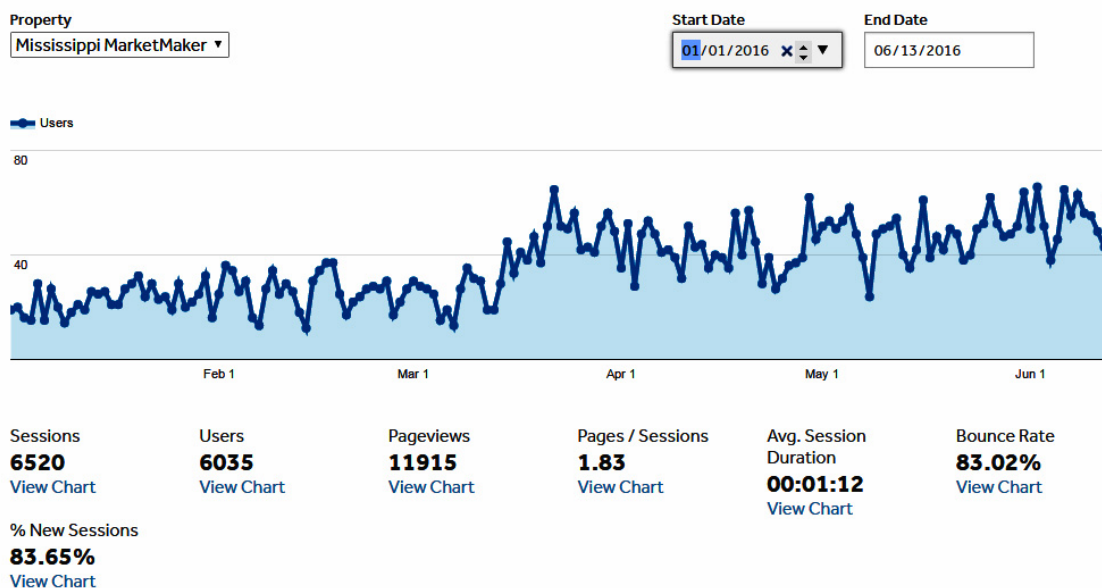 Property
Start Date
End Date
Mississippi MarketMaker
01/01/2016
06/13/2016
Users
80
40
Feb 1
Mar 1
Apr 1
May 1
Jun 1
Sessions
6520
View Chart
Users
6035
View Chart
Pageviews
11915
View Chart
Pages / Sessions
1.83
View Chart
Avg. Session
Duration
00:01:12
View Chart
Bounce Rate
83.02%
View Chart
% New Sessions
83.65%
View Chart